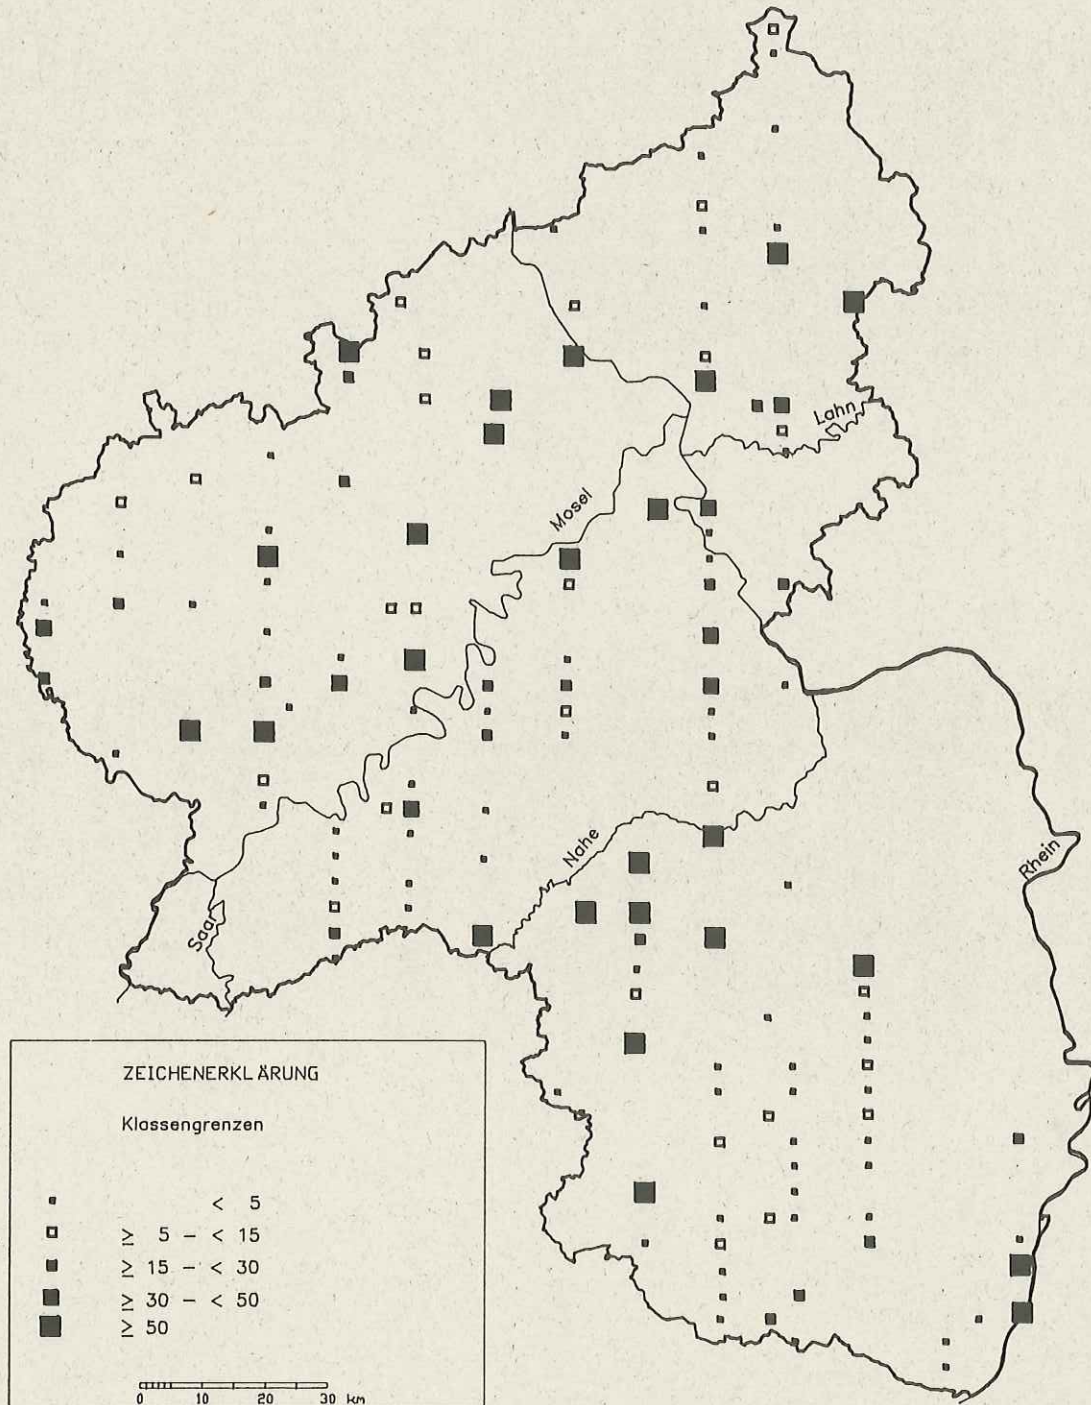 Lahn
Mosel
Nahe
Rhein
Saar
ZEICHENERKLÄRUNG
Klassengrenzen
< 5
≥ 5 – < 15
≥ 15 – < 30
≥ 30 – < 50
≥ 50
0 10 20 30 km